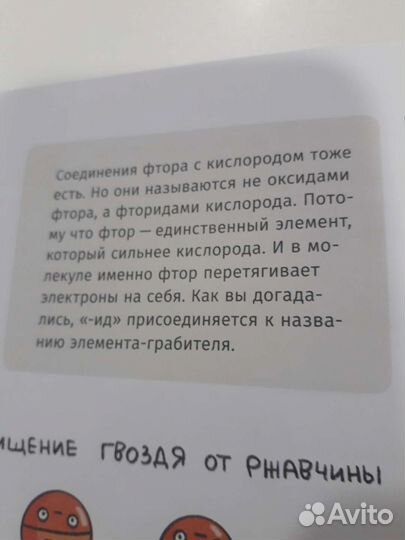 Соединения фтора с кислородом тоже
есть. Но они называются не оксидами
фтора, а фторидами кислорода. Пото-
му что фтор — единственный элемент,
который сильнее кислорода. И в мо-
лекуле именно фтор перетягивает
электроны на себя. Как вы догада-
лись, «-ид» присоединяется к назва-
нию элемента-грабителя.
ГВОЗДЯ ОТ РЖАВЧИНЫ
Avito